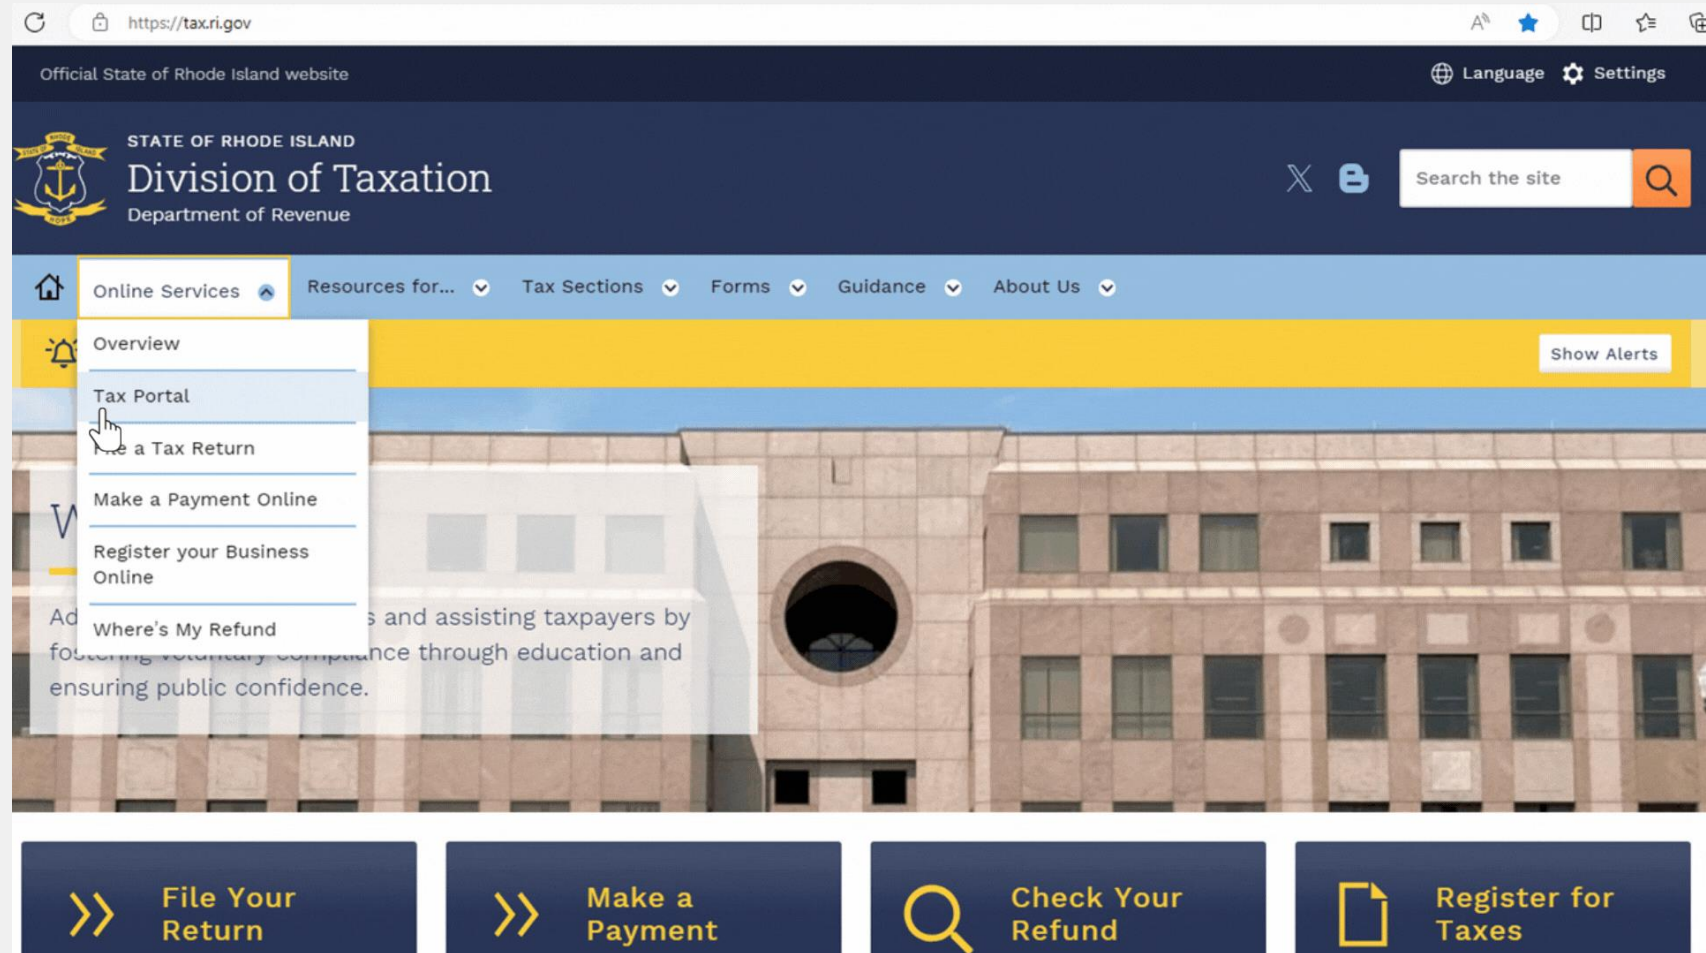 https://tax.ri.gov
Official State of Rhode Island website
Language
Settings
STATE OF RHODE ISLAND
Division of Taxation
Department of Revenue
Search the site
Online Services
Resources for...
Tax Sections
Forms
Guidance
About Us
Show Alerts
Overview
Tax Portal
a Tax Return
Make a Payment Online
Register your Business
Online
Where's My Refund
and assisting taxpayers by
through education and
ensuring public confidence.
File Your
Return
Make a
Payment
Check Your
Refund
Register for
Taxes